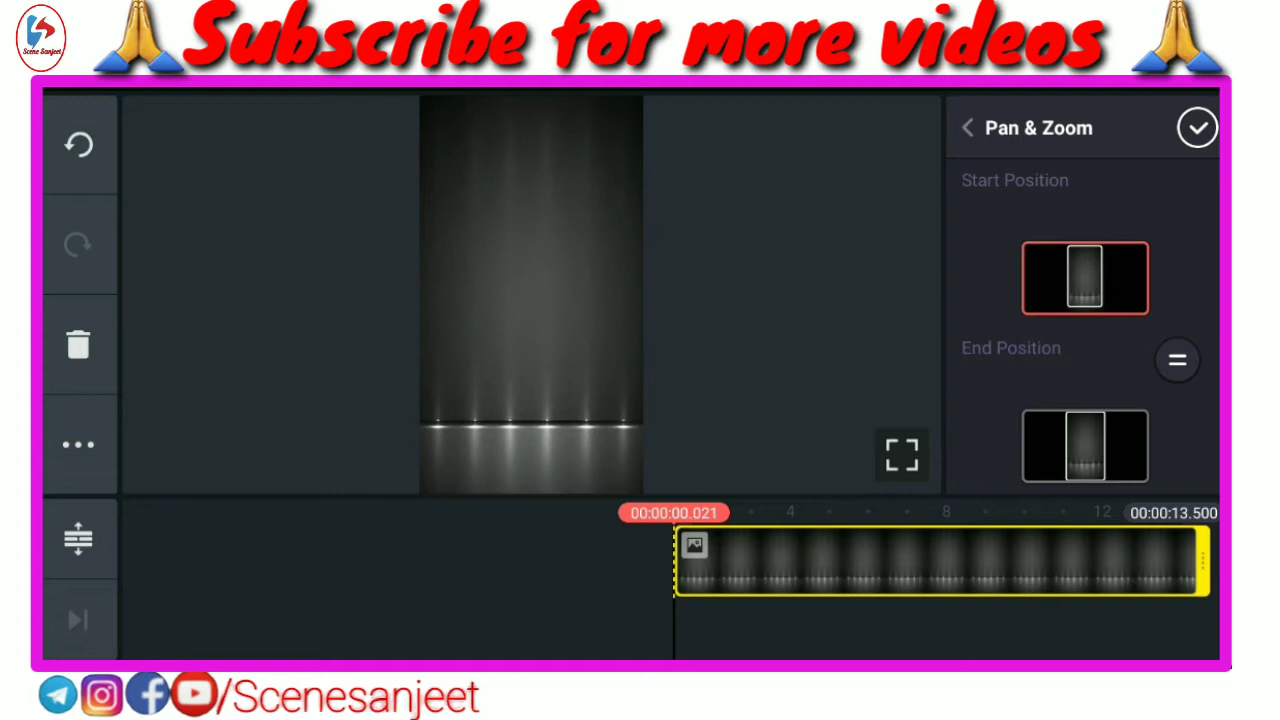 Subscribe for more videos
Scene Sanjeet
Pan & Zoom
Start Position
End Position
00:00:00.021
4
8
12
00:00:13.500
/Scenesanjeet